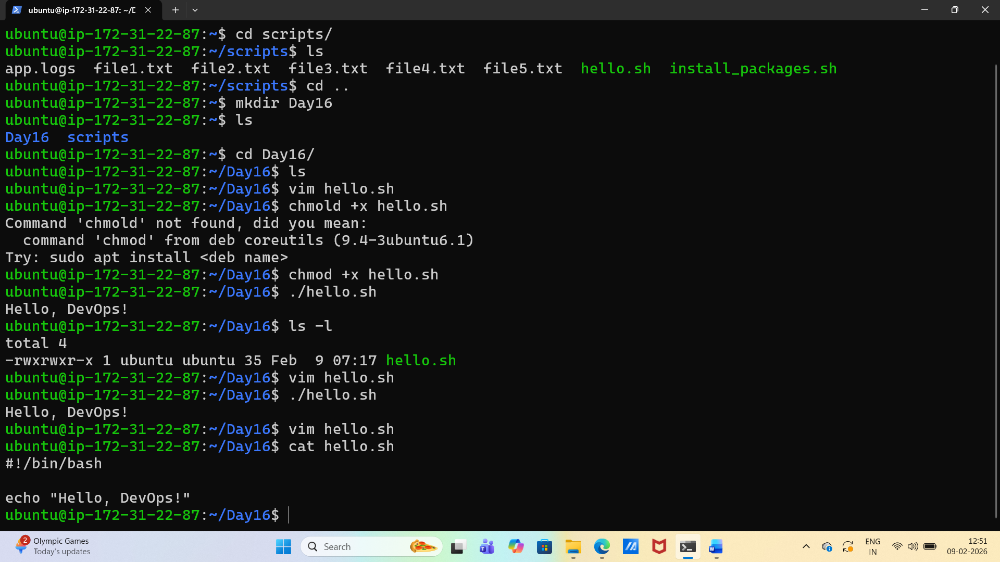 ubuntu@ip-172-31-22-87: ~/D
ubuntu@ip-172-31-22-87:~$ cd scripts/
ubuntu@ip-172-31-22-87:~/scripts$ ls
app.logs  file1.txt  file2.txt  file3.txt  file4.txt  file5.txt  hello.sh  install_packages.sh
ubuntu@ip-172-31-22-87:~/scripts$ cd ..
ubuntu@ip-172-31-22-87:~$ mkdir Day16
ubuntu@ip-172-31-22-87:~$ ls
Day16  scripts
ubuntu@ip-172-31-22-87:~$ cd Day16/
ubuntu@ip-172-31-22-87:~/Day16$ ls
ubuntu@ip-172-31-22-87:~/Day16$ vim hello.sh
ubuntu@ip-172-31-22-87:~/Day16$ chmold +x hello.sh
Command 'chmold' not found, did you mean:
  command 'chmod' from deb coreutils (9.4-3ubuntu6.1)
Try: sudo apt install <deb name>
ubuntu@ip-172-31-22-87:~/Day16$ chmod +x hello.sh
ubuntu@ip-172-31-22-87:~/Day16$ ./hello.sh
Hello, DevOps!
ubuntu@ip-172-31-22-87:~/Day16$ ls -l
total 4
-rwxrwxr-x 1 ubuntu ubuntu 35 Feb  9 07:17 hello.sh
ubuntu@ip-172-31-22-87:~/Day16$ vim hello.sh
ubuntu@ip-172-31-22-87:~/Day16$ ./hello.sh
Hello, DevOps!
ubuntu@ip-172-31-22-87:~/Day16$ vim hello.sh
ubuntu@ip-172-31-22-87:~/Day16$ cat hello.sh
#!/bin/bash

echo "Hello, DevOps!"
ubuntu@ip-172-31-22-87:~/Day16$
2
Olympic Games
Today's updates
Search
T
W
ENG
IN
12:51
09-02-2026